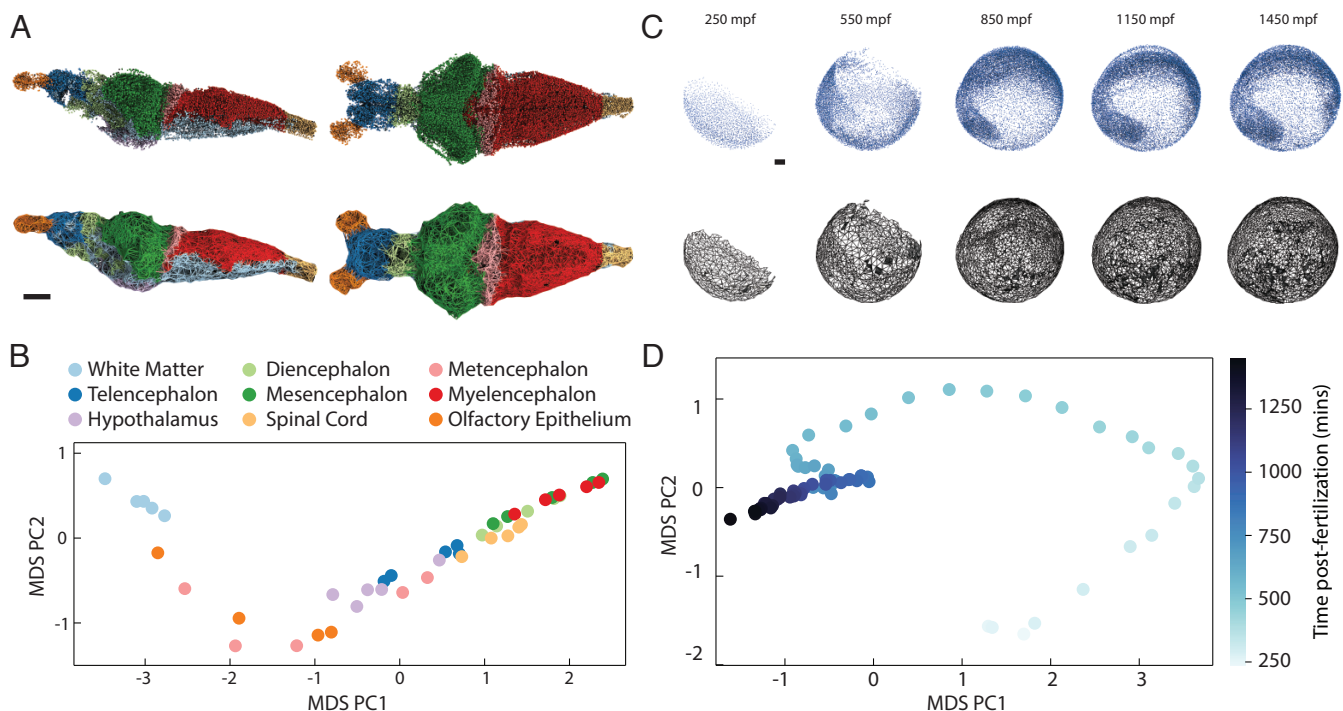 A
C
250 mpf 550 mpf 850 mpf 1150 mpf 1450 mpf
B
White Matter Diencephalon Metencephalon
Telencephalon Mesencephalon Myelencephalon
Hypothalamus Spinal Cord Olfactory Epithelium
1
0
-1
MDS PC2
-3 -2 -1 0 1 2
MDS PC1
D
1
0
-1
-2
MDS PC2
-1 0 1 2 3
MDS PC1
1250
1000
750
500
250
Time post-fertilization (mins)